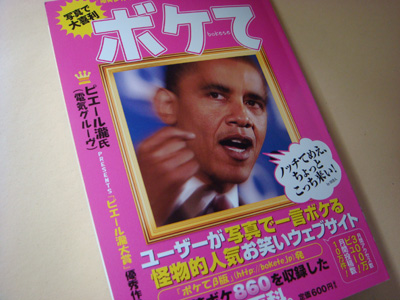 写真で
大喜利
ボケて
bokete
ピエール瀧氏
(電気グルーヴ)
PRESENTS
「ピエール瀧大賞」優秀作
ノッチてめえ、
ちょっと
こっち来い!
ユーザーが写真で一言ボケる
怪物的人気お笑いウェブサイト
「ボケてβ版」(http://bokete.jp)発
ボケ860を収録した
定価600円